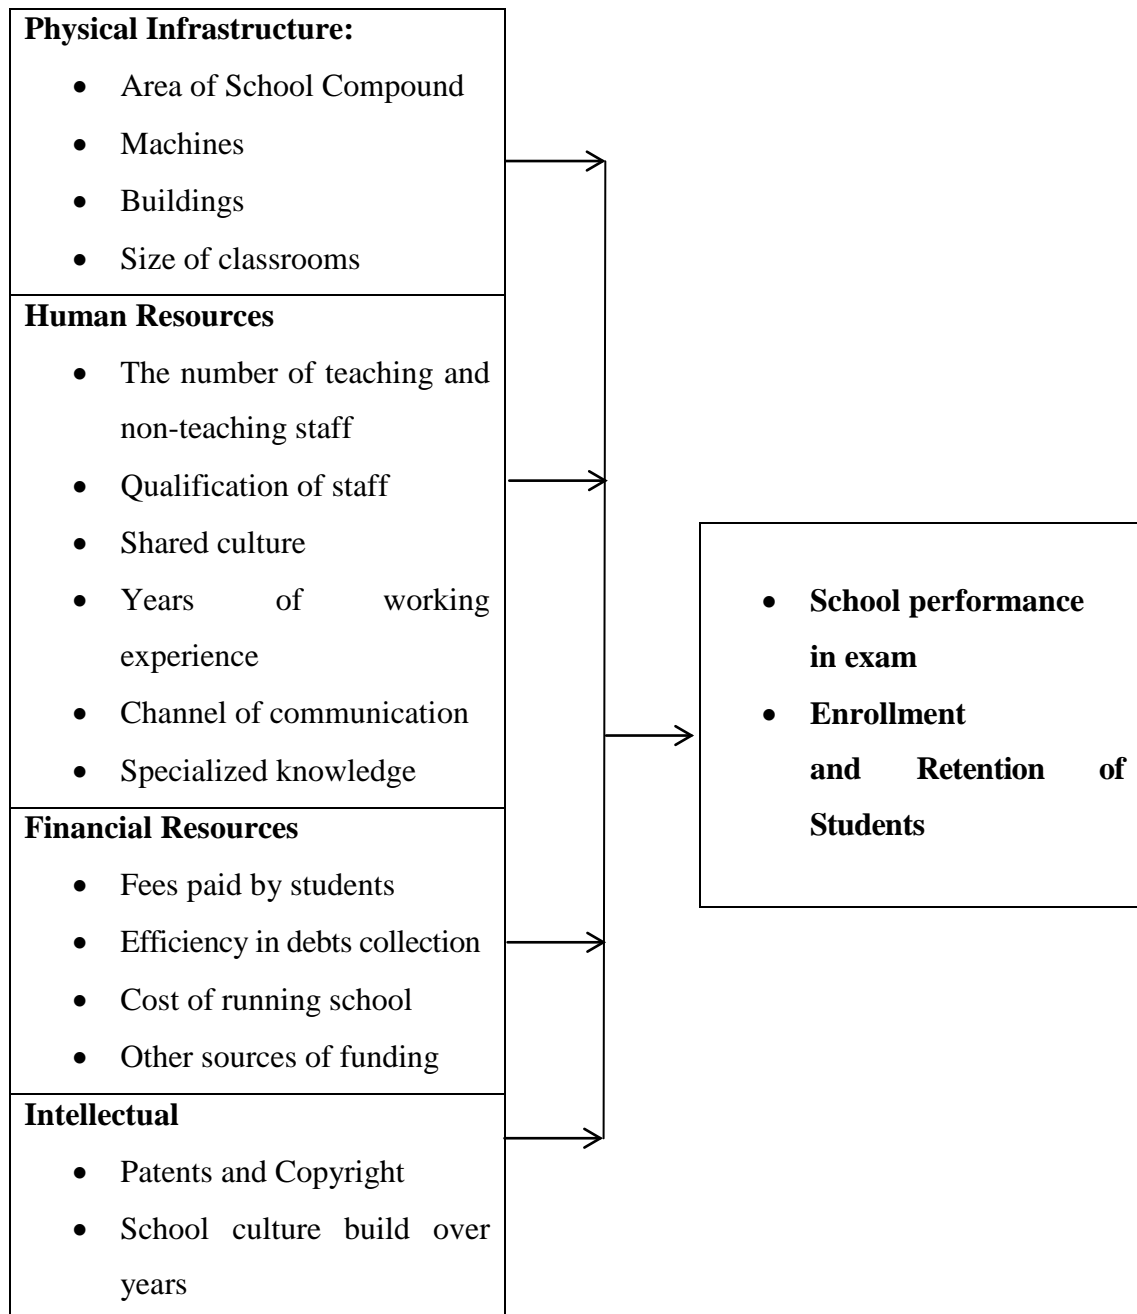 Physical Infrastructure:
• Area of School Compound
• Machines
• Buildings
• Size of classrooms
Human Resources
• The number of teaching and
non-teaching staff
• Qualification of staff
• Shared culture
• Years of working
experience
• Channel of communication
• Specialized knowledge
Financial Resources
• Fees paid by students
• Efficiency in debts collection
• Cost of running school
• Other sources of funding
Intellectual
• Patents and Copyright
• School culture build over
years
• School performance
in exam
• Enrollment
and Retention of
Students